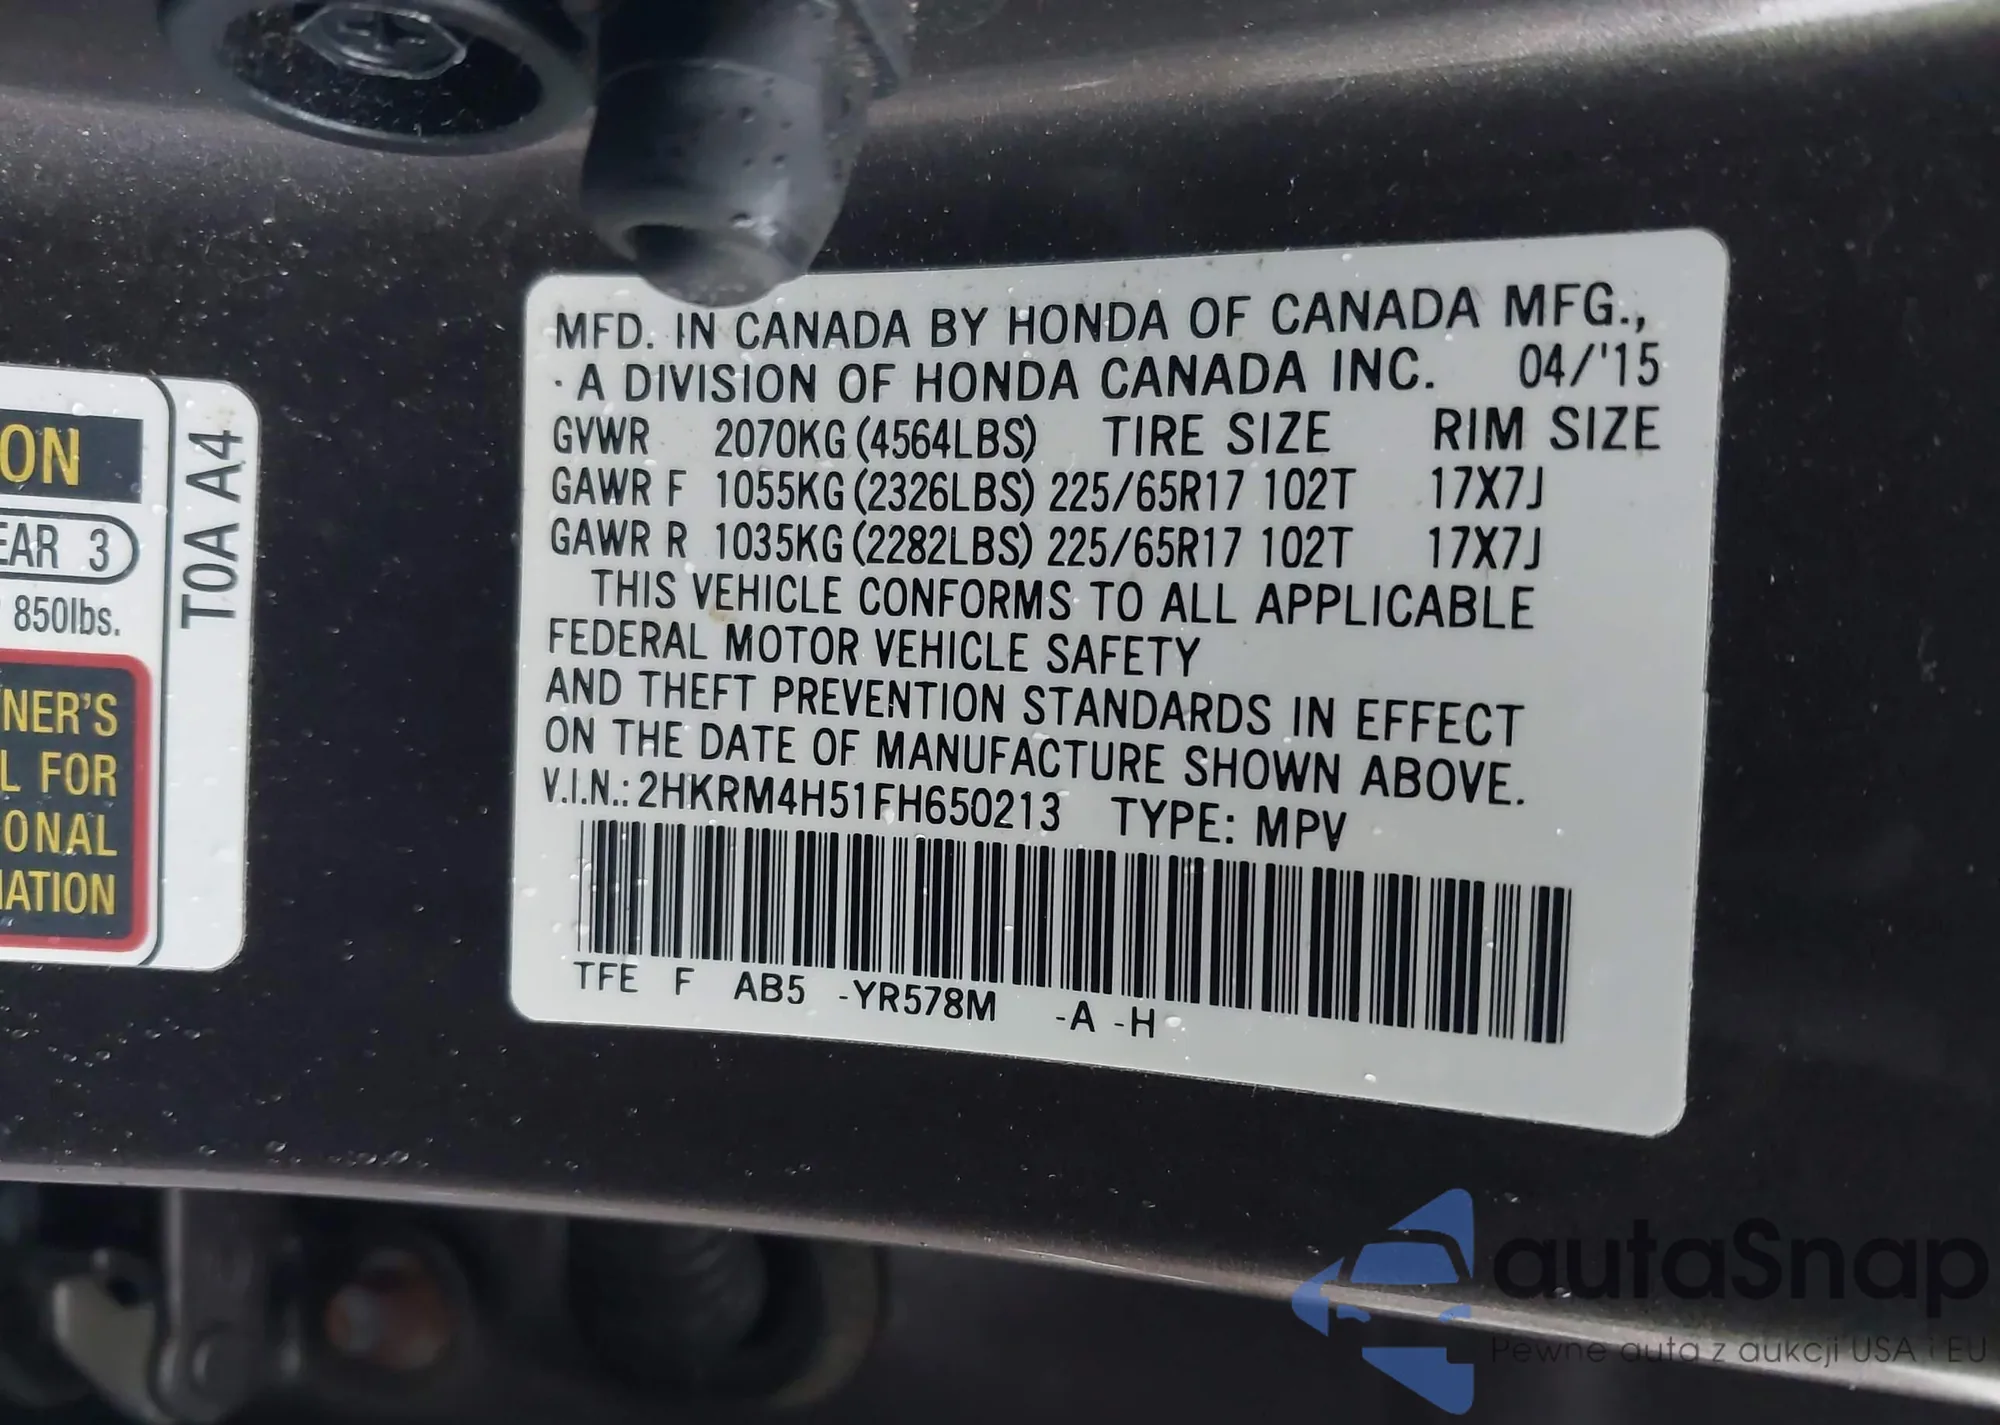 ON
EAR 3
850lbs.
NER'S
L FOR
ONAL
MATION
T0A A4
MFD. IN CANADA BY HONDA OF CANADA MFG.,
· A DIVISION OF HONDA CANADA INC. 04/'15
GVWR 2070KG (4564LBS) TIRE SIZE RIM SIZE
GAWR F 1055KG (2326LBS) 225/65R17 102T 17X7J
GAWR R 1035KG (2282LBS) 225/65R17 102T 17X7J
THIS VEHICLE CONFORMS TO ALL APPLICABLE
FEDERAL MOTOR VEHICLE SAFETY
AND THEFT PREVENTION STANDARDS IN EFFECT
ON THE DATE OF MANUFACTURE SHOWN ABOVE.
V.I.N.: 2HKRM4H51FH650213 TYPE: MPV
TFE F AB5 -YR578M -A -H
autaSnap
Pewne auta z aukcji USA i EU